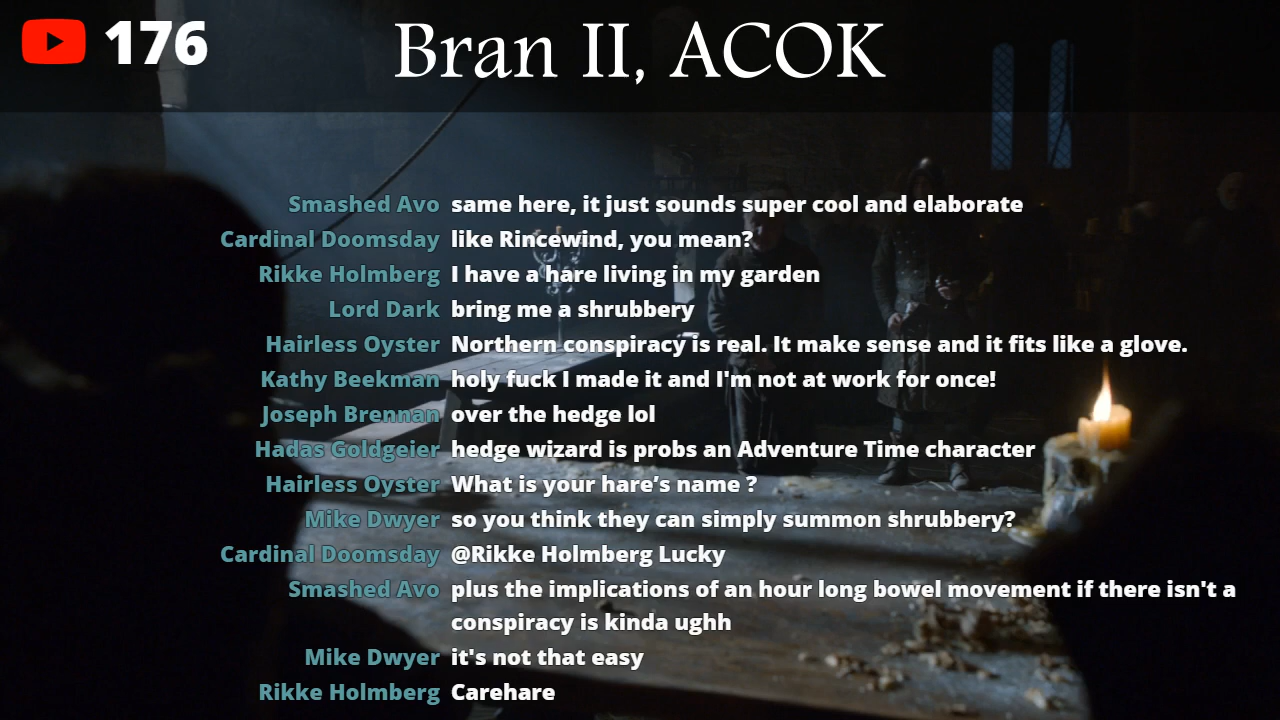 176
Bran II, ACOK
Smashed Avo same here, it just sounds super cool and elaborate
Cardinal Doomsday like Rincewind, you mean?
Rikke Holmberg I have a hare living in my garden
Lord Dark bring me a shrubbery
Hairless Oyster Northern conspiracy is real. It make sense and it fits like a glove.
Kathy Beekman holy fuck I made it and I'm not at work for once!
Joseph Brennan over the hedge lol
Hadas Goldgeier hedge wizard is probs an Adventure Time character
Hairless Oyster What is your hare’s name ?
Mike Dwyer so you think they can simply summon shrubbery?
Cardinal Doomsday @Rikke Holmberg Lucky
Smashed Avo plus the implications of an hour long bowel movement if there isn't a
conspiracy is kinda ughh
Mike Dwyer it's not that easy
Rikke Holmberg Carehare